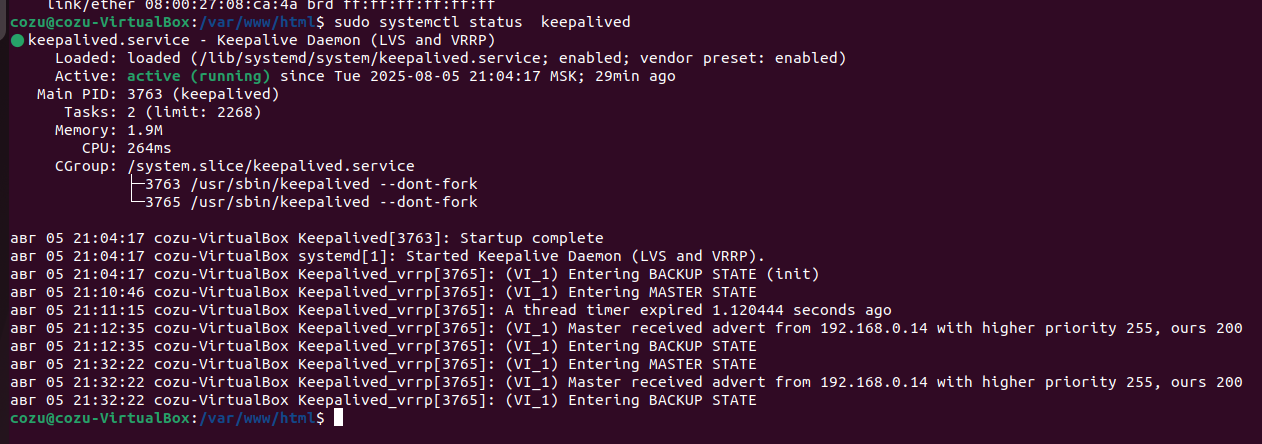 link/ether 08:00:27:08:ca:4a brd ff:ff:ff:ff:ff:ff
cozu@cozu-VirtualBox:/var/www/html$ sudo systemctl status  keepalived
● keepalived.service - Keepalive Daemon (LVS and VRRP)
     Loaded: loaded (/lib/systemd/system/keepalived.service; enabled; vendor preset: enabled)
     Active: active (running) since Tue 2025-08-05 21:04:17 MSK; 29min ago
   Main PID: 3763 (keepalived)
      Tasks: 2 (limit: 2268)
     Memory: 1.9M
        CPU: 264ms
     CGroup: /system.slice/keepalived.service
             ├─3763 /usr/sbin/keepalived --dont-fork
             └─3765 /usr/sbin/keepalived --dont-fork
авг 05 21:04:17 cozu-VirtualBox Keepalived[3763]: Startup complete
авг 05 21:04:17 cozu-VirtualBox systemd[1]: Started Keepalive Daemon (LVS and VRRP).
авг 05 21:04:17 cozu-VirtualBox Keepalived_vrrp[3765]: (VI_1) Entering BACKUP STATE (init)
авг 05 21:10:46 cozu-VirtualBox Keepalived_vrrp[3765]: (VI_1) Entering MASTER STATE
авг 05 21:11:15 cozu-VirtualBox Keepalived_vrrp[3765]: A thread timer expired 1.120444 seconds ago
авг 05 21:12:35 cozu-VirtualBox Keepalived_vrrp[3765]: (VI_1) Master received advert from 192.168.0.14 with higher priority 255, ours 200
авг 05 21:12:35 cozu-VirtualBox Keepalived_vrrp[3765]: (VI_1) Entering BACKUP STATE
авг 05 21:32:22 cozu-VirtualBox Keepalived_vrrp[3765]: (VI_1) Entering MASTER STATE
авг 05 21:32:22 cozu-VirtualBox Keepalived_vrrp[3765]: (VI_1) Master received advert from 192.168.0.14 with higher priority 255, ours 200
авг 05 21:32:22 cozu-VirtualBox Keepalived_vrrp[3765]: (VI_1) Entering BACKUP STATE
cozu@cozu-VirtualBox:/var/www/html$